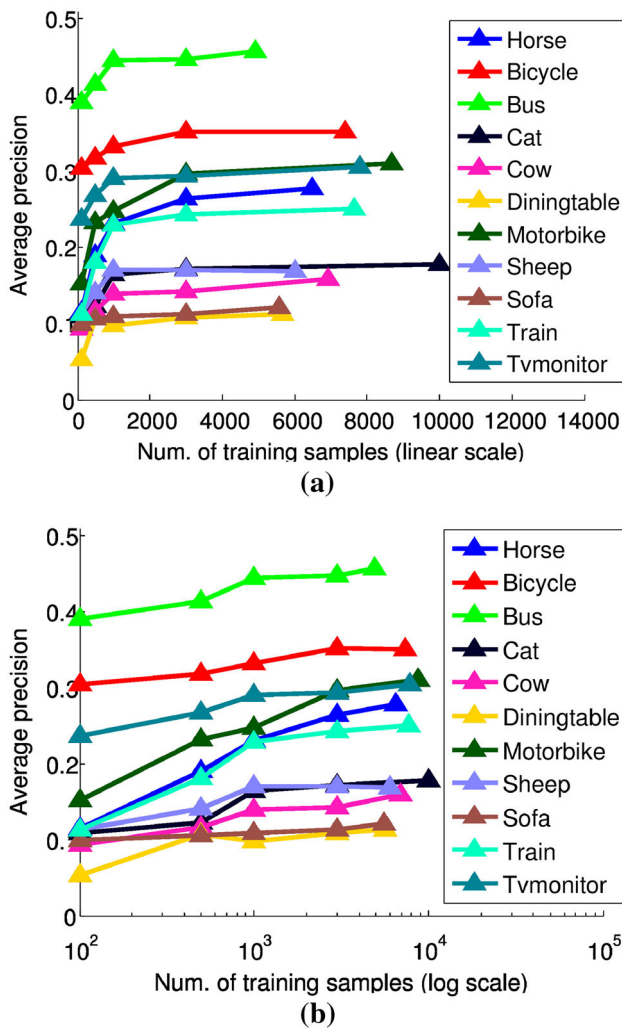 0.5
0.4
0.3
0.2
0.1
0
Average precision
0 2000 4000 6000 8000 10000 12000 14000
Num. of training samples (linear scale)
Horse
Bicycle
Bus
Cat
Cow
Diningtable
Motorbike
Sheep
Sofa
Train
Tvmonitor
(a)
0.5
0.4
0.3
0.2
0.1
0
Average precision
10² 10³ 10⁴ 10⁵
Num. of training samples (log scale)
Horse
Bicycle
Bus
Cat
Cow
Diningtable
Motorbike
Sheep
Sofa
Train
Tvmonitor
(b)